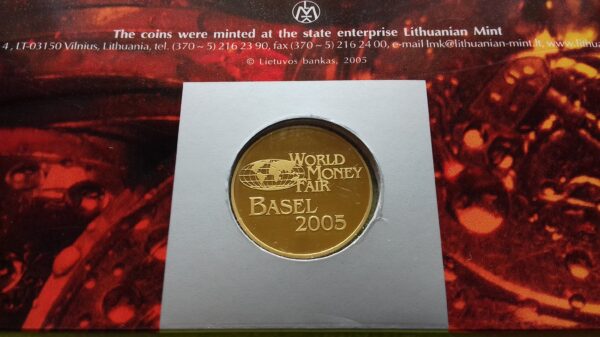 The coins were minted at the state enterprise Lithuanian Mint
4, LT-03150 Vilnius, Lithuania, tel. (370 ~ 5) 216 23 90, fax (370 ~ 5) 216 24 00, e-mail lmk@lithuanian-mint.lt,
© Lietuvos bankas, 2005
WORLD
MONEY
FAIR
BASEL
2005